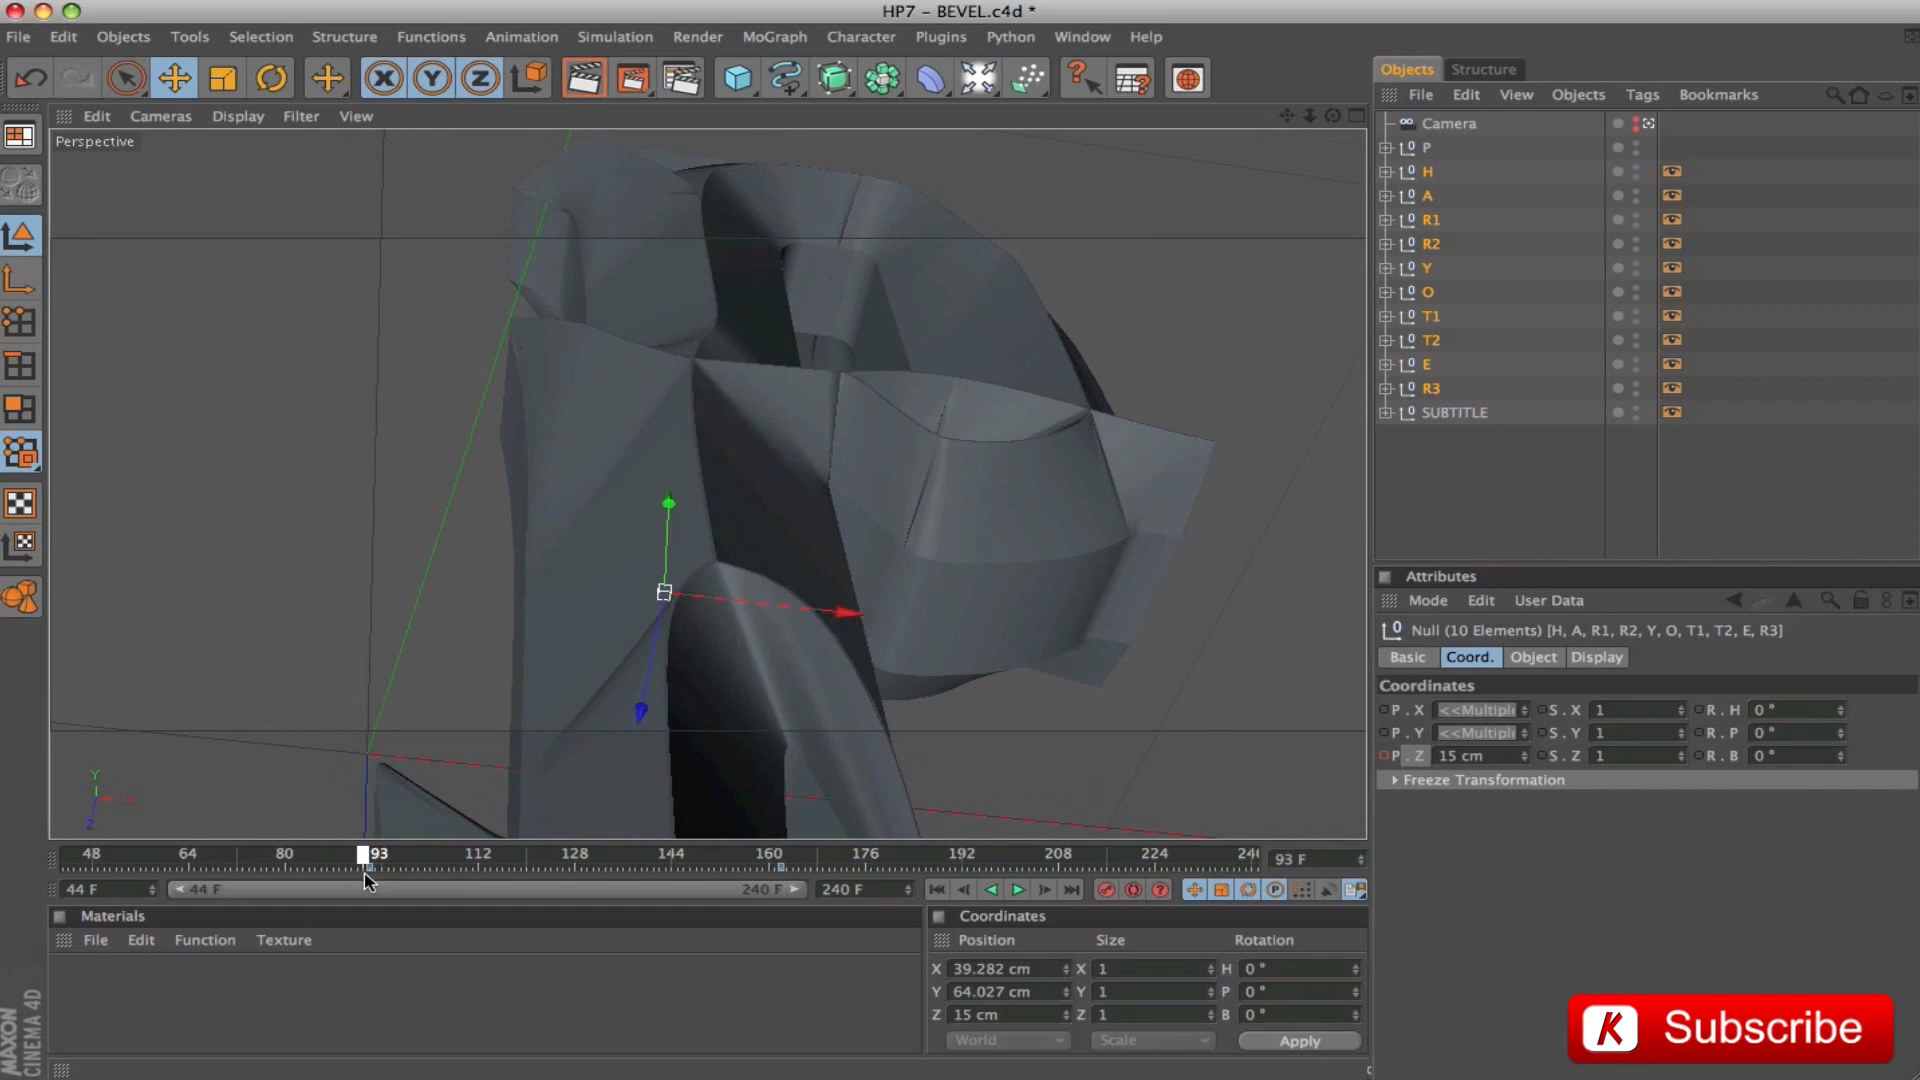 HP7 - BEVEL.c4d *
File Edit Objects Tools Selection Structure Functions Animation Simulation Render MoGraph Character Plugins Python Window Help
X Y Z
Objects Structure
File Edit View Objects Tags Bookmarks
Edit Cameras Display Filter View
Perspective
Camera
P
H
A
R1
R2
Y
O
T1
T2
E
R3
SUBTITLE
Attributes
Mode Edit User Data
Null (10 Elements) [H, A, R1, R2, Y, O, T1, T2, E, R3]
Basic Coord. Object Display
Coordinates
P . X <<Multipl S . X 1 R . H 0 °
P . Y <<Multipl S . Y 1 R . P 0 °
P . Z 15 cm S . Z 1 R . B 0 °
Freeze Transformation
Y
X
Z
48 64 80 93 112 128 144 160 176 192 208 224 24 93 F
44 F 44 F 240 F 240 F
Materials
File Edit Function Texture
Coordinates
Position Size Rotation
X 39.282 cm X 1 H 0 °
Y 64.027 cm Y 1 P 0 °
Z 15 cm Z 1 B 0 °
World Scale Apply
MAXON
CINEMA 4D
K Subscribe